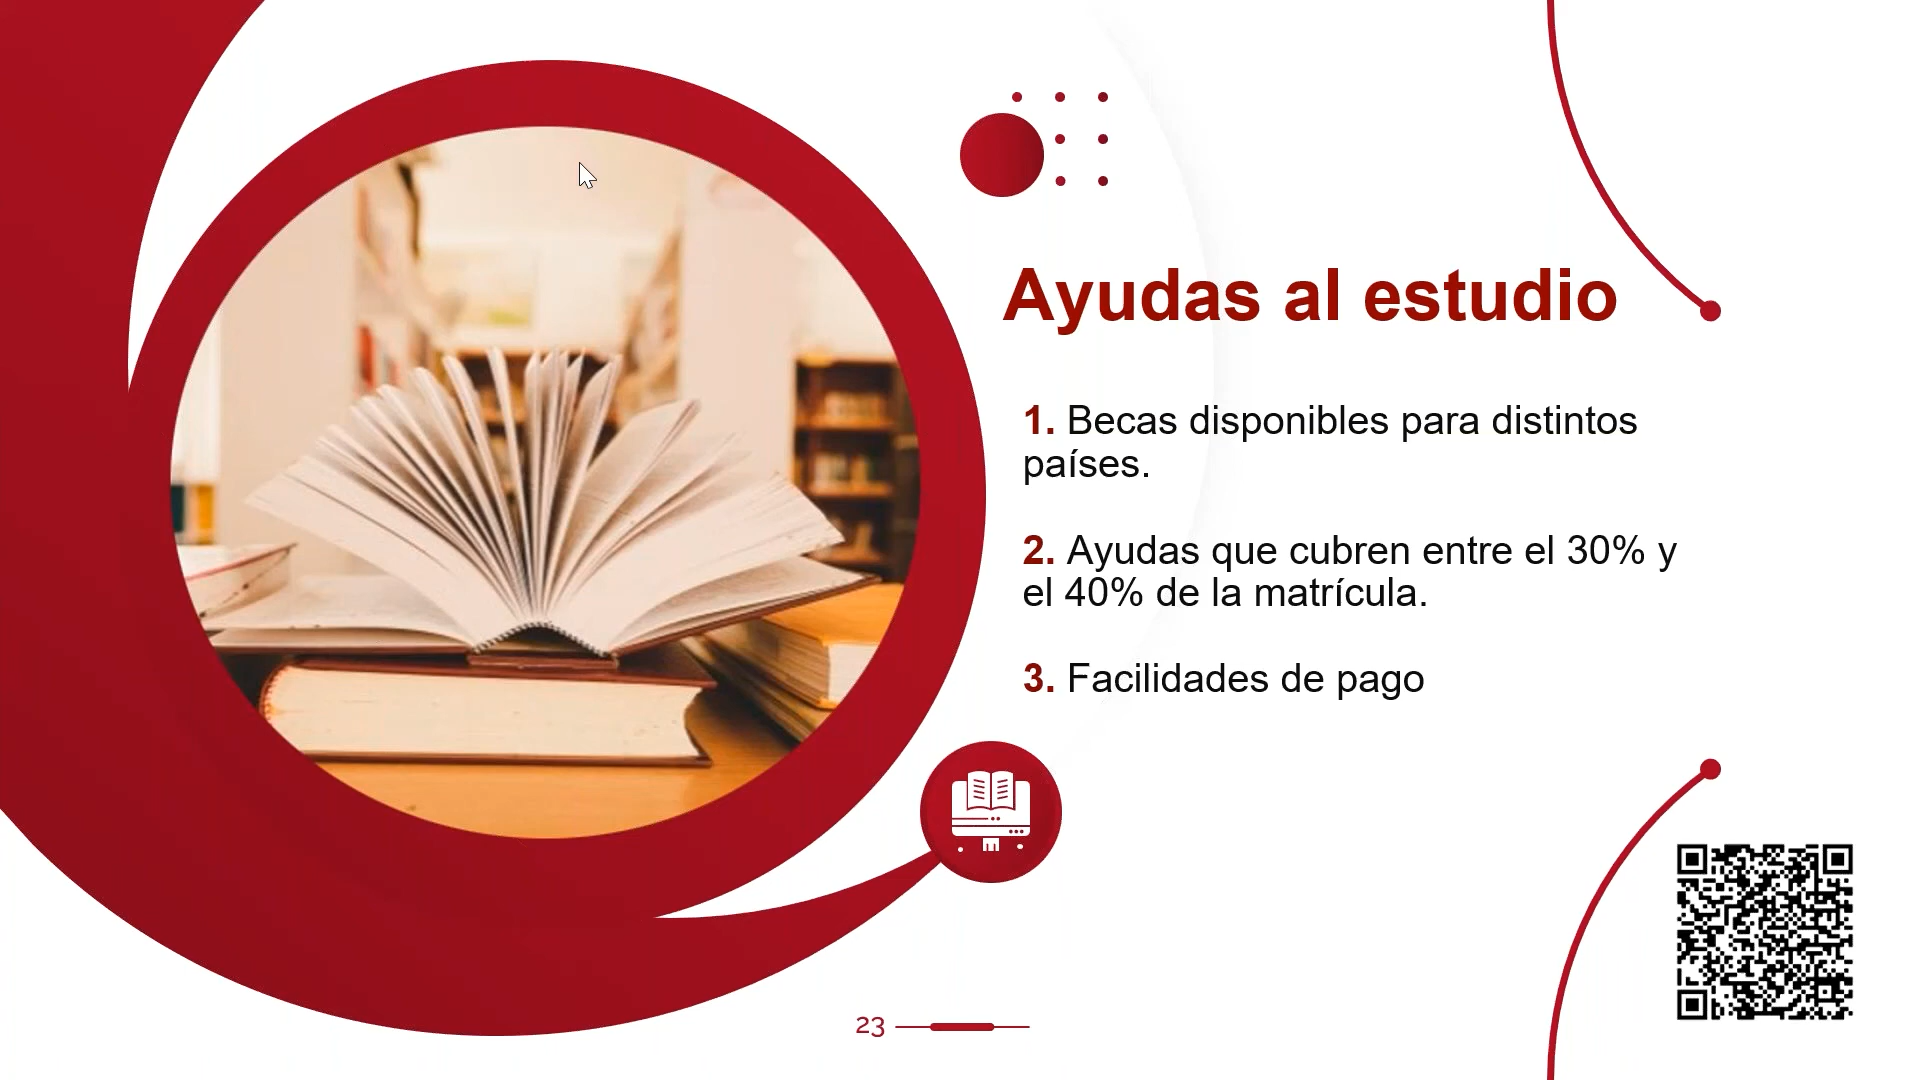 Ayudas al estudio
1. Becas disponibles para distintos
países.
2. Ayudas que cubren entre el 30% y
el 40% de la matrícula.
3. Facilidades de pago
23